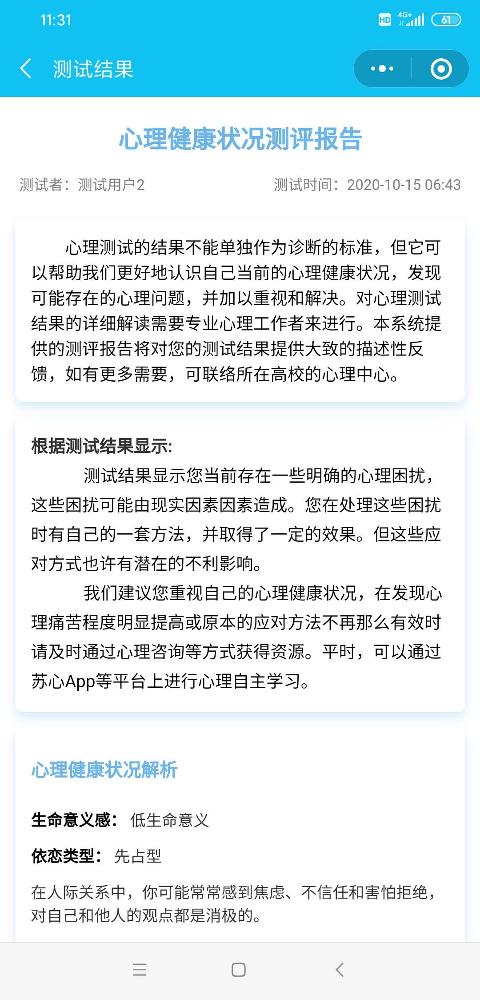 11:31
HD 4G+ 61
测试结果
心理健康状况测评报告
测试者：测试用户2 测试时间：2020-10-15 06:43
心理测试的结果不能单独作为诊断的标准，但它可
以帮助我们更好地认识自己当前的心理健康状况，发现
可能存在的心理问题，并加以重视和解决。对心理测试
结果的详细解读需要专业心理工作者来进行。本系统提
供的测评报告将对您的测试结果提供大致的描述性反
馈，如有更多需要，可联络所在高校的心理中心。
根据测试结果显示:
测试结果显示您当前存在一些明确的心理困扰，
这些困扰可能由现实因素因素造成。您在处理这些困扰
时有自己的一套方法，并取得了一定的效果。但这些应
对方式也许有潜在的不利影响。
我们建议您重视自己的心理健康状况，在发现心
理痛苦程度明显提高或原本的应对方法不再那么有效时
请及时通过心理咨询等方式获得资源。平时，可以通过
苏心App等平台上进行心理自主学习。
心理健康状况解析
生命意义感： 低生命意义
依恋类型： 先占型
在人际关系中，你可能常常感到焦虑、不信任和害怕拒绝，
对自己和他人的观点都是消极的。